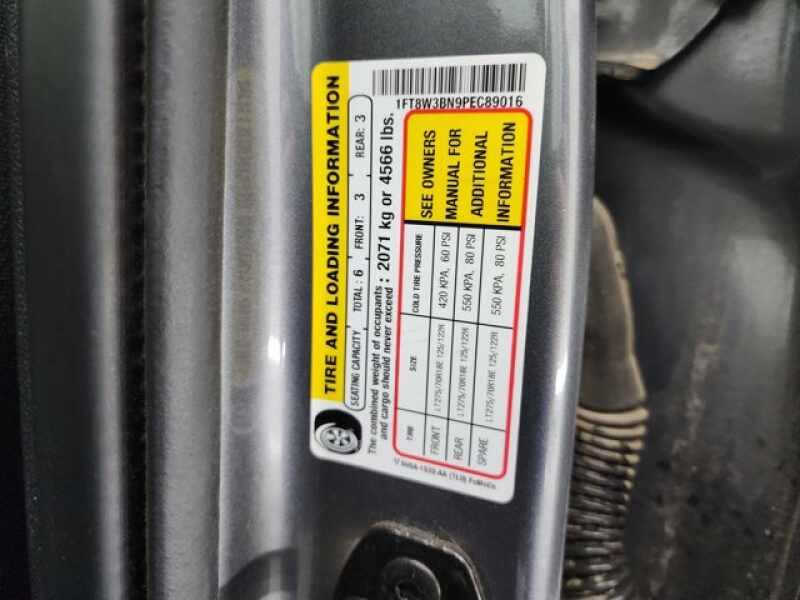 1FT8W3BN9PEC89016
TIRE AND LOADING INFORMATION
SEATING CAPACITY TOTAL : 6 FRONT: 3 REAR: 3
The combined weight of occupants
and cargo should never exceed : 2071 kg or 4566 lbs.
TIRE SIZE COLD TIRE PRESSURE
FRONT LT275/70R18E 125/122R 420 KPA, 60 PSI
REAR LT275/70R18E 125/122R 550 KPA, 80 PSI
SPARE LT275/70R18E 125/122R 550 KPA, 80 PSI
SEE OWNERS
MANUAL FOR
ADDITIONAL
INFORMATION